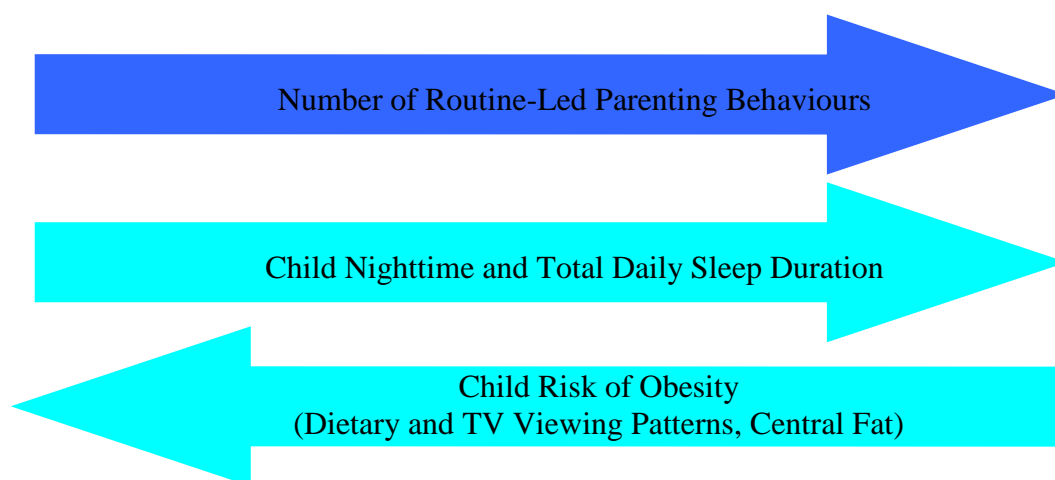 Number of Routine-Led Parenting Behaviours
Child Nighttime and Total Daily Sleep Duration
Child Risk of Obesity
(Dietary and TV Viewing Patterns, Central Fat)